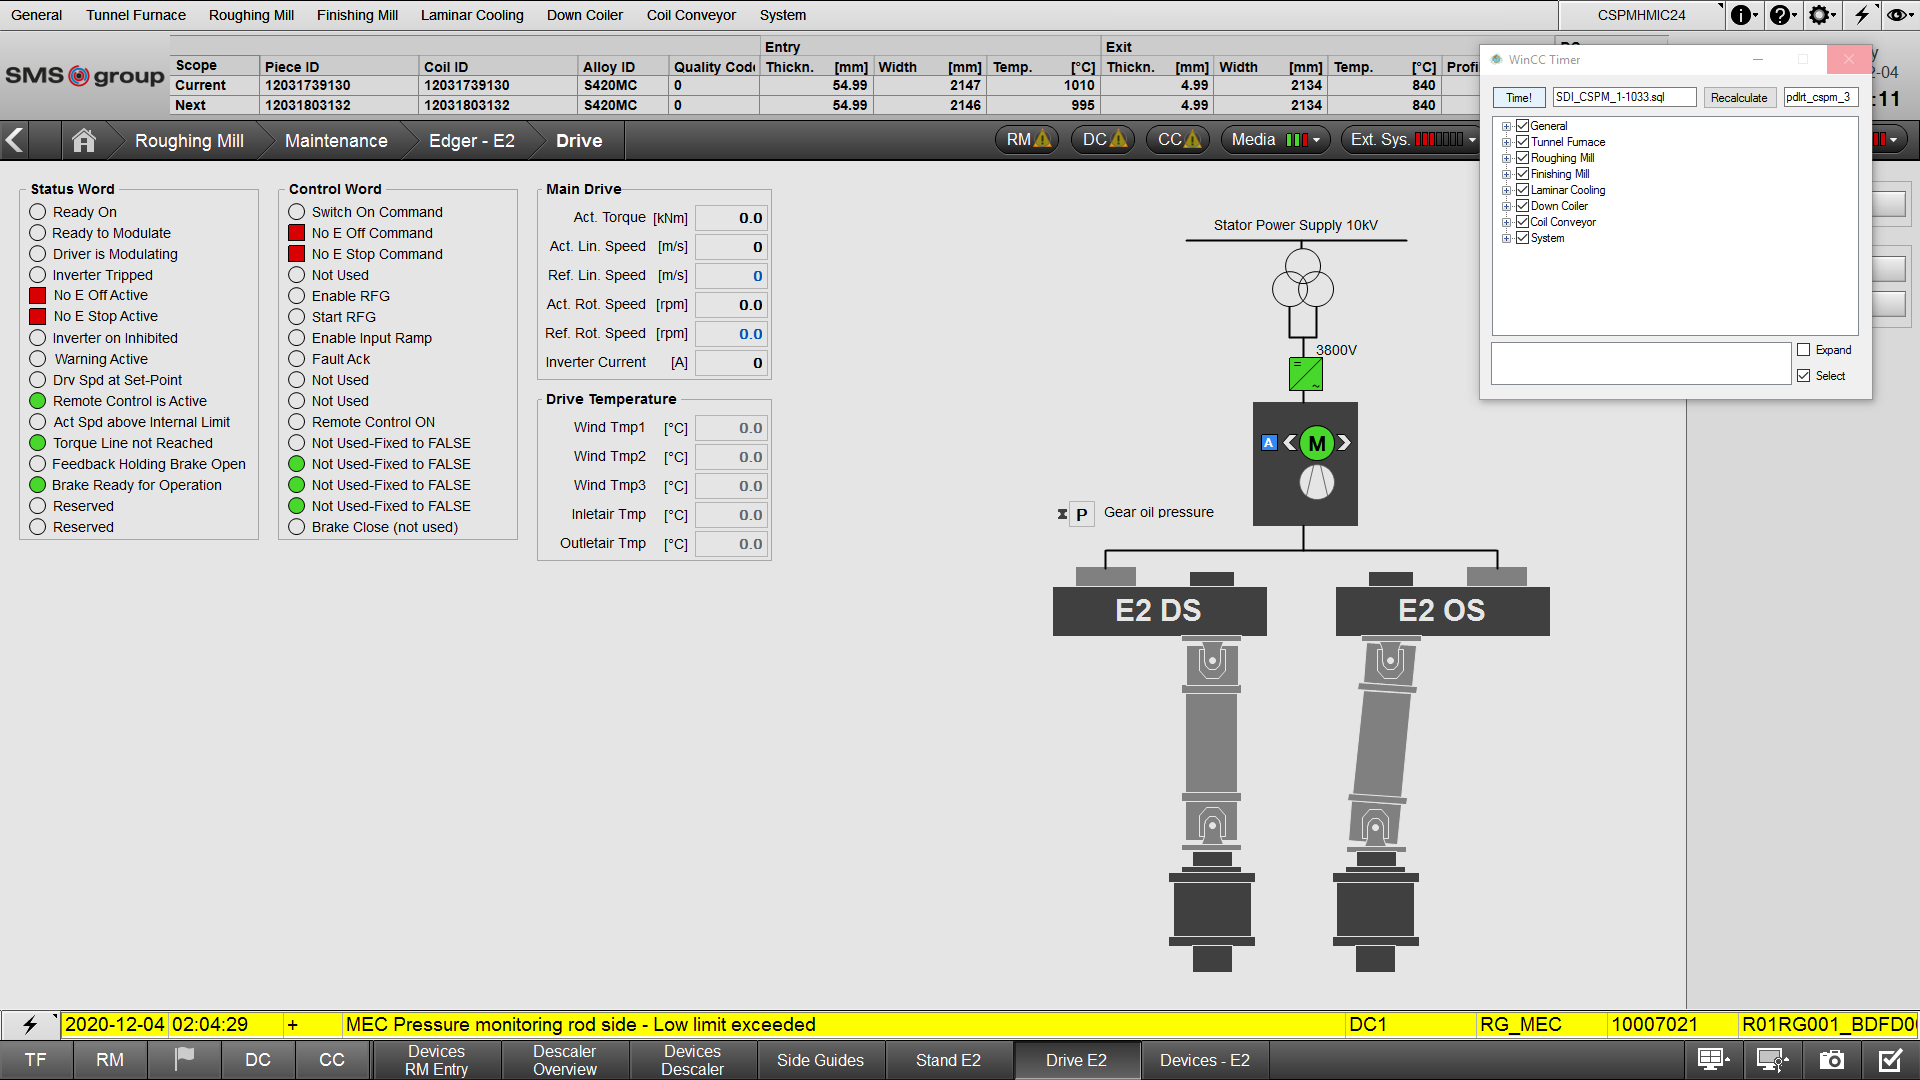 General Tunnel Furnace Roughing Mill Finishing Mill Laminar Cooling Down Coiler Coil Conveyor System CSPMHMIC24
SMS group
Entry Exit
Scope Piece ID Coil ID Alloy ID Quality Code Thickn. [mm] Width [mm] Temp. [°C] Thickn. [mm] Width [mm] Temp. [°C] Profi
Current 12031739130 12031739130 S420MC 0 54.99 2147 1010 4.99 2134 840
Next 12031803132 12031803132 S420MC 0 54.99 2146 995 4.99 2134 840
2-04
:11
Roughing Mill Maintenance Edger - E2 Drive RM DC CC Media Ext. Sys.
WinCC Timer
Time! SDI_CSPM_1-1033.sql Recalculate pdlrt_cspm_3
General
Tunnel Furnace
Roughing Mill
Finishing Mill
Laminar Cooling
Down Coiler
Coil Conveyor
System
Expand
Select
Status Word
Ready On
Ready to Modulate
Driver is Modulating
Inverter Tripped
No E Off Active
No E Stop Active
Inverter on Inhibited
Warning Active
Drv Spd at Set-Point
Remote Control is Active
Act Spd above Internal Limit
Torque Line not Reached
Feedback Holding Brake Open
Brake Ready for Operation
Reserved
Reserved
Control Word
Switch On Command
No E Off Command
No E Stop Command
Not Used
Enable RFG
Start RFG
Enable Input Ramp
Fault Ack
Not Used
Not Used
Remote Control ON
Not Used-Fixed to FALSE
Not Used-Fixed to FALSE
Not Used-Fixed to FALSE
Not Used-Fixed to FALSE
Brake Close (not used)
Main Drive
Act. Torque [kNm] 0.0
Act. Lin. Speed [m/s] 0
Ref. Lin. Speed [m/s] 0
Act. Rot. Speed [rpm] 0.0
Ref. Rot. Speed [rpm] 0.0
Inverter Current [A] 0
Drive Temperature
Wind Tmp1 [°C] 0.0
Wind Tmp2 [°C] 0.0
Wind Tmp3 [°C] 0.0
Inletair Tmp [°C] 0.0
Outletair Tmp [°C] 0.0
Stator Power Supply 10kV
3800V
A M
P Gear oil pressure
E2 DS E2 OS
2020-12-04 02:04:29 + MEC Pressure monitoring rod side - Low limit exceeded DC1 RG_MEC 10007021 R01RG001_BDFD0
TF RM DC CC Devices RM Entry Descaler Overview Devices Descaler Side Guides Stand E2 Drive E2 Devices - E2